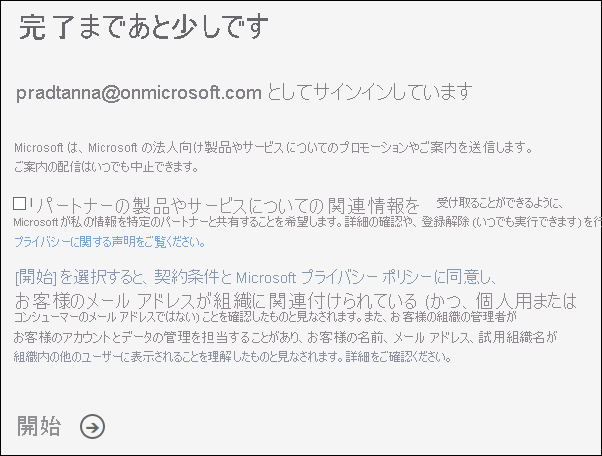 完了まであと少しです
pradtanna@onmicrosoft.com としてサインインしています
Microsoft は、Microsoft の法人向け製品やサービスについてのプロモーションやご案内を送信します。
ご案内の配信はいつでも中止できます。
パートナーの製品やサービスについての関連情報を 受け取ることができるように、
Microsoft が私の情報を特定のパートナーと共有することを希望します。詳細の確認や、登録解除 (いつでも実行できます) を行
プライバシーに関する声明をご覧ください。
[開始] を選択すると、契約条件と Microsoft プライバシー ポリシーに同意し、
お客様のメール アドレスが組織に関連付けられている (かつ、個人用または
コンシューマーのメール アドレスではない) ことを確認したものと見なされます。また、お客様の組織の管理者が
お客様のアカウントとデータの管理を担当することがあり、お客様の名前、メール アドレス、試用組織名が
組織内の他のユーザーに表示されることを理解したものと見なされます。詳細をご確認ください。
開始